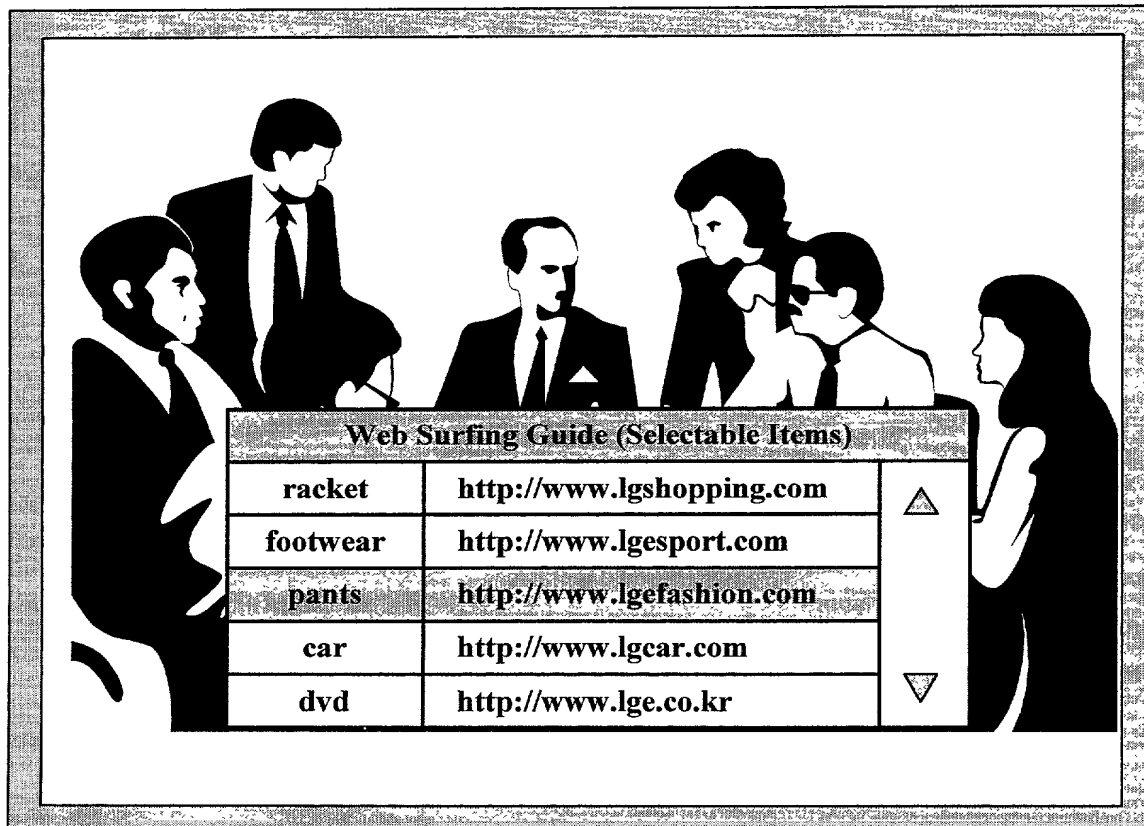 Web Surfing Guide (Selectable Items)
racket http://www.lgshopping.com
footwear http://www.lgesport.com
pants http://www.lgefashion.com
car http://www.lgcar.com
dvd http://www.lge.co.kr